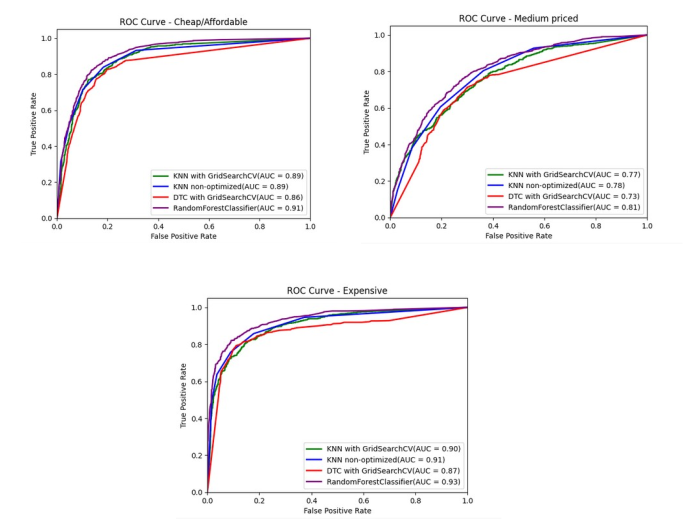 ROC Curve - Cheap/Affordable
1.0
0.8
0.6
0.4
0.2
0.0
True Positive Rate
KNN with GridSearchCV(AUC = 0.89)
KNN non-optimized(AUC = 0.89)
DTC with GridSearchCV(AUC = 0.86)
RandomForestClassifier(AUC = 0.91)
0.0 0.2 0.4 0.6 0.8 1.0
False Positive Rate
ROC Curve - Medium priced
1.0
0.8
0.6
0.4
0.2
0.0
True Positive Rate
KNN with GridSearchCV(AUC = 0.77)
KNN non-optimized(AUC = 0.78)
DTC with GridSearchCV(AUC = 0.73)
RandomForestClassifier(AUC = 0.81)
0.0 0.2 0.4 0.6 0.8 1.0
False Positive Rate
ROC Curve - Expensive
1.0
0.8
0.6
0.4
0.2
0.0
True Positive Rate
KNN with GridSearchCV(AUC = 0.90)
KNN non-optimized(AUC = 0.91)
DTC with GridSearchCV(AUC = 0.87)
RandomForestClassifier(AUC = 0.93)
0.0 0.2 0.4 0.6 0.8 1.0
False Positive Rate